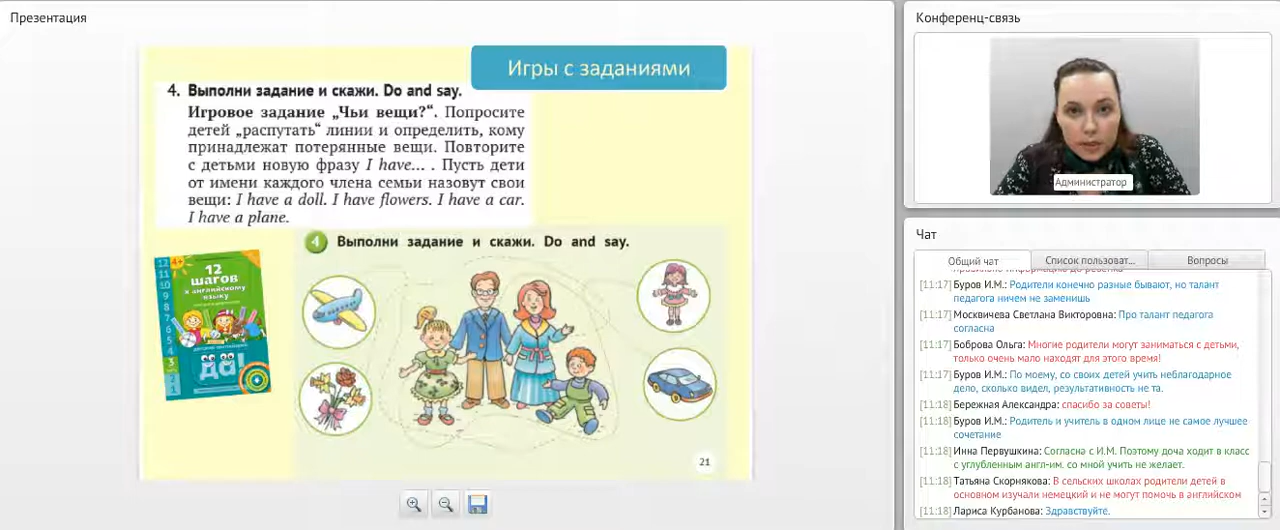 Презентация
Игры с заданиями
4. Выполни задание и скажи. Do and say.
Игровое задание „Чьи вещи?“. Попросите
детей „распутать“ линии и определить, кому
принадлежат потерянные вещи. Повторите
с детьми новую фразу I have... . Пусть дети
от имени каждого члена семьи назовут свои
вещи: I have a doll. I have flowers. I have a car.
I have a plane.
4 Выполни задание и скажи. Do and say.
4+
12 шагов
к английскому
языку
да!
21
Конференц-связь
Администратор
Чат
Общий чат
Список пользоват...
Вопросы
[11:17] Буров И.М.: Родители конечно разные бывают, но талант
педагога ничем не заменишь
[11:17] Москвичева Светлана Викторовна: Про талант педагога
согласна
[11:17] Боброва Ольга: Многие родители могут заниматься с детьми,
только очень мало находят для этого время!
[11:17] Буров И.М.: По моему, со своих детей учить неблагодарное
дело, сколько видел, результативность не та.
[11:18] Бережная Александра: спасибо за советы!
[11:18] Буров И.М.: Родитель и учитель в одном лице не самое лучшее
сочетание
[11:18] Инна Первушкина: Согласна с И.М. Поэтому доча ходит в класс
с углубленным англ-им. со мной учить не желает.
[11:18] Татьяна Скорнякова: В сельских школах родители детей в
основном изучали немецкий и не могут помочь в английском
[11:18] Лариса Курбанова: Здравствуйте.